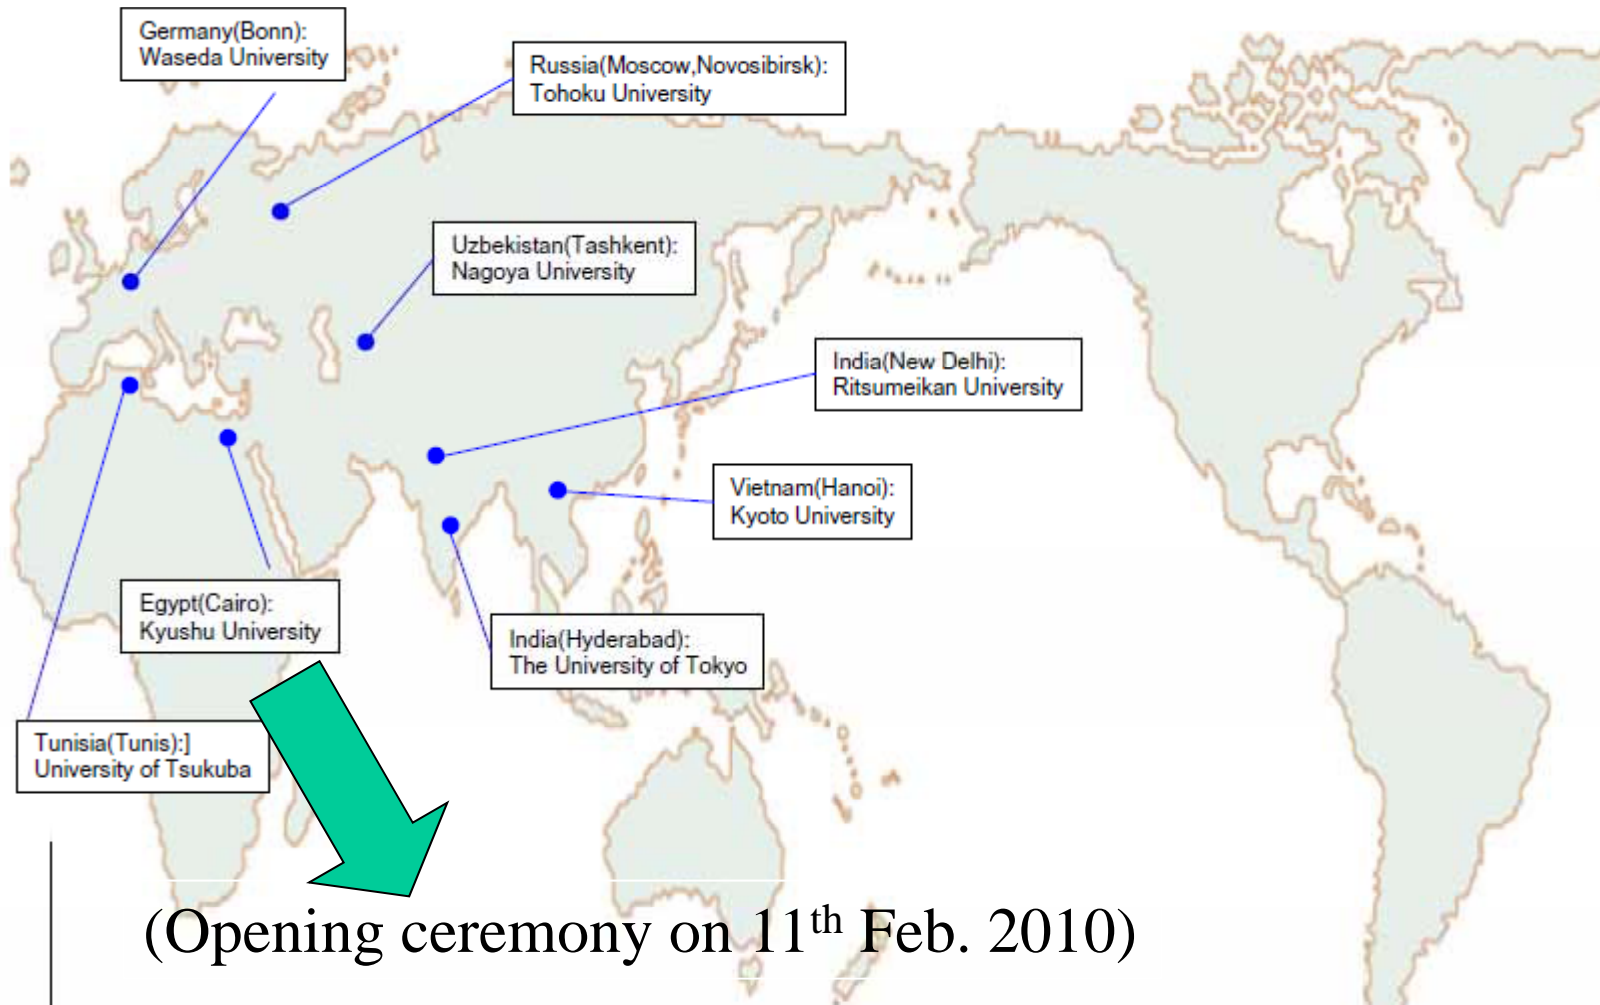 Germany(Bonn):
Waseda University
Russia(Moscow,Novosibirsk):
Tohoku University
Uzbekistan(Tashkent):
Nagoya University
India(New Delhi):
Ritsumeikan University
Vietnam(Hanoi):
Kyoto University
Egypt(Cairo):
Kyushu University
India(Hyderabad):
The University of Tokyo
Tunisia(Tunis):]
University of Tsukuba
(Opening ceremony on 11th Feb. 2010)